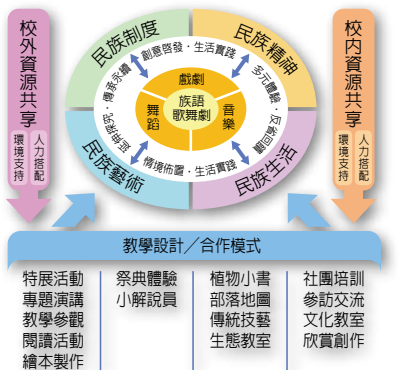 校外資源共享
環境支持
人力搭配
校內資源共享
環境支持
人力搭配
民族制度
民族精神
民族藝術
民族生活
創意啟發・生活實踐
多元體驗・反省回饋
情境佈置・生活實踐
・傳承永續
戲劇
舞蹈
音樂
族語
歌舞劇
教學設計／合作模式
特展活動
專題演講
教學參觀
閱讀活動
繪本製作
祭典體驗
小解說員
植物小書
部落地圖
傳統技藝
生態教室
社團培訓
參訪交流
文化教室
欣賞創作